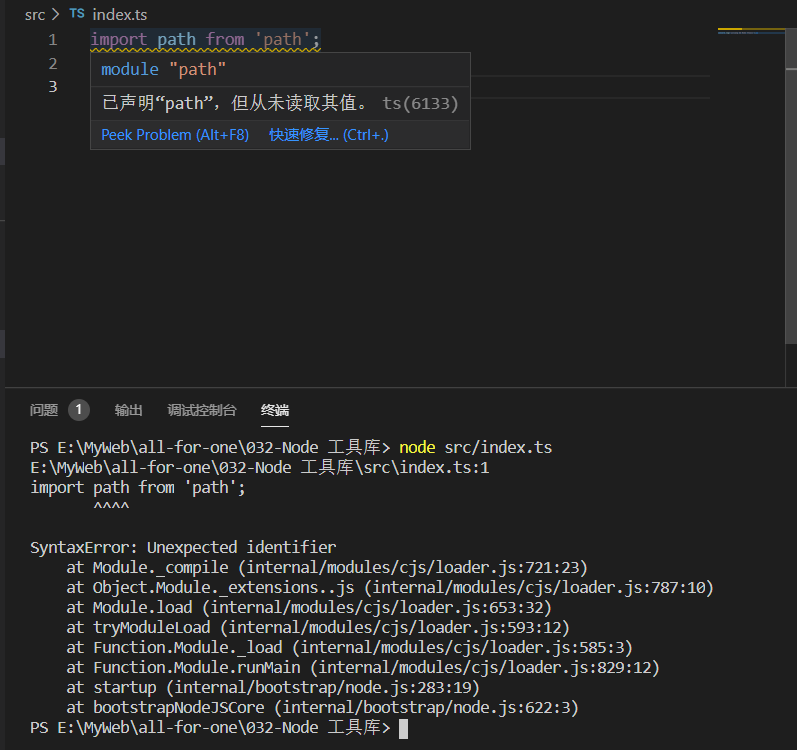 src > TS index.ts
1 import path from 'path';
2
3
module "path"
已声明“path”，但从未读取其值。 ts(6133)
Peek Problem (Alt+F8) 快速修复... (Ctrl+.)
问题 1 输出 调试控制台 终端
PS E:\MyWeb\all-for-one\032-Node 工具库> node src/index.ts
E:\MyWeb\all-for-one\032-Node 工具库\src\index.ts:1
import path from 'path';
       ^^^^
SyntaxError: Unexpected identifier
    at Module._compile (internal/modules/cjs/loader.js:721:23)
    at Object.Module._extensions..js (internal/modules/cjs/loader.js:787:10)
    at Module.load (internal/modules/cjs/loader.js:653:32)
    at tryModuleLoad (internal/modules/cjs/loader.js:593:12)
    at Function.Module._load (internal/modules/cjs/loader.js:585:3)
    at Function.Module.runMain (internal/modules/cjs/loader.js:829:12)
    at startup (internal/bootstrap/node.js:283:19)
    at bootstrapNodeJSCore (internal/bootstrap/node.js:622:3)
PS E:\MyWeb\all-for-one\032-Node 工具库>